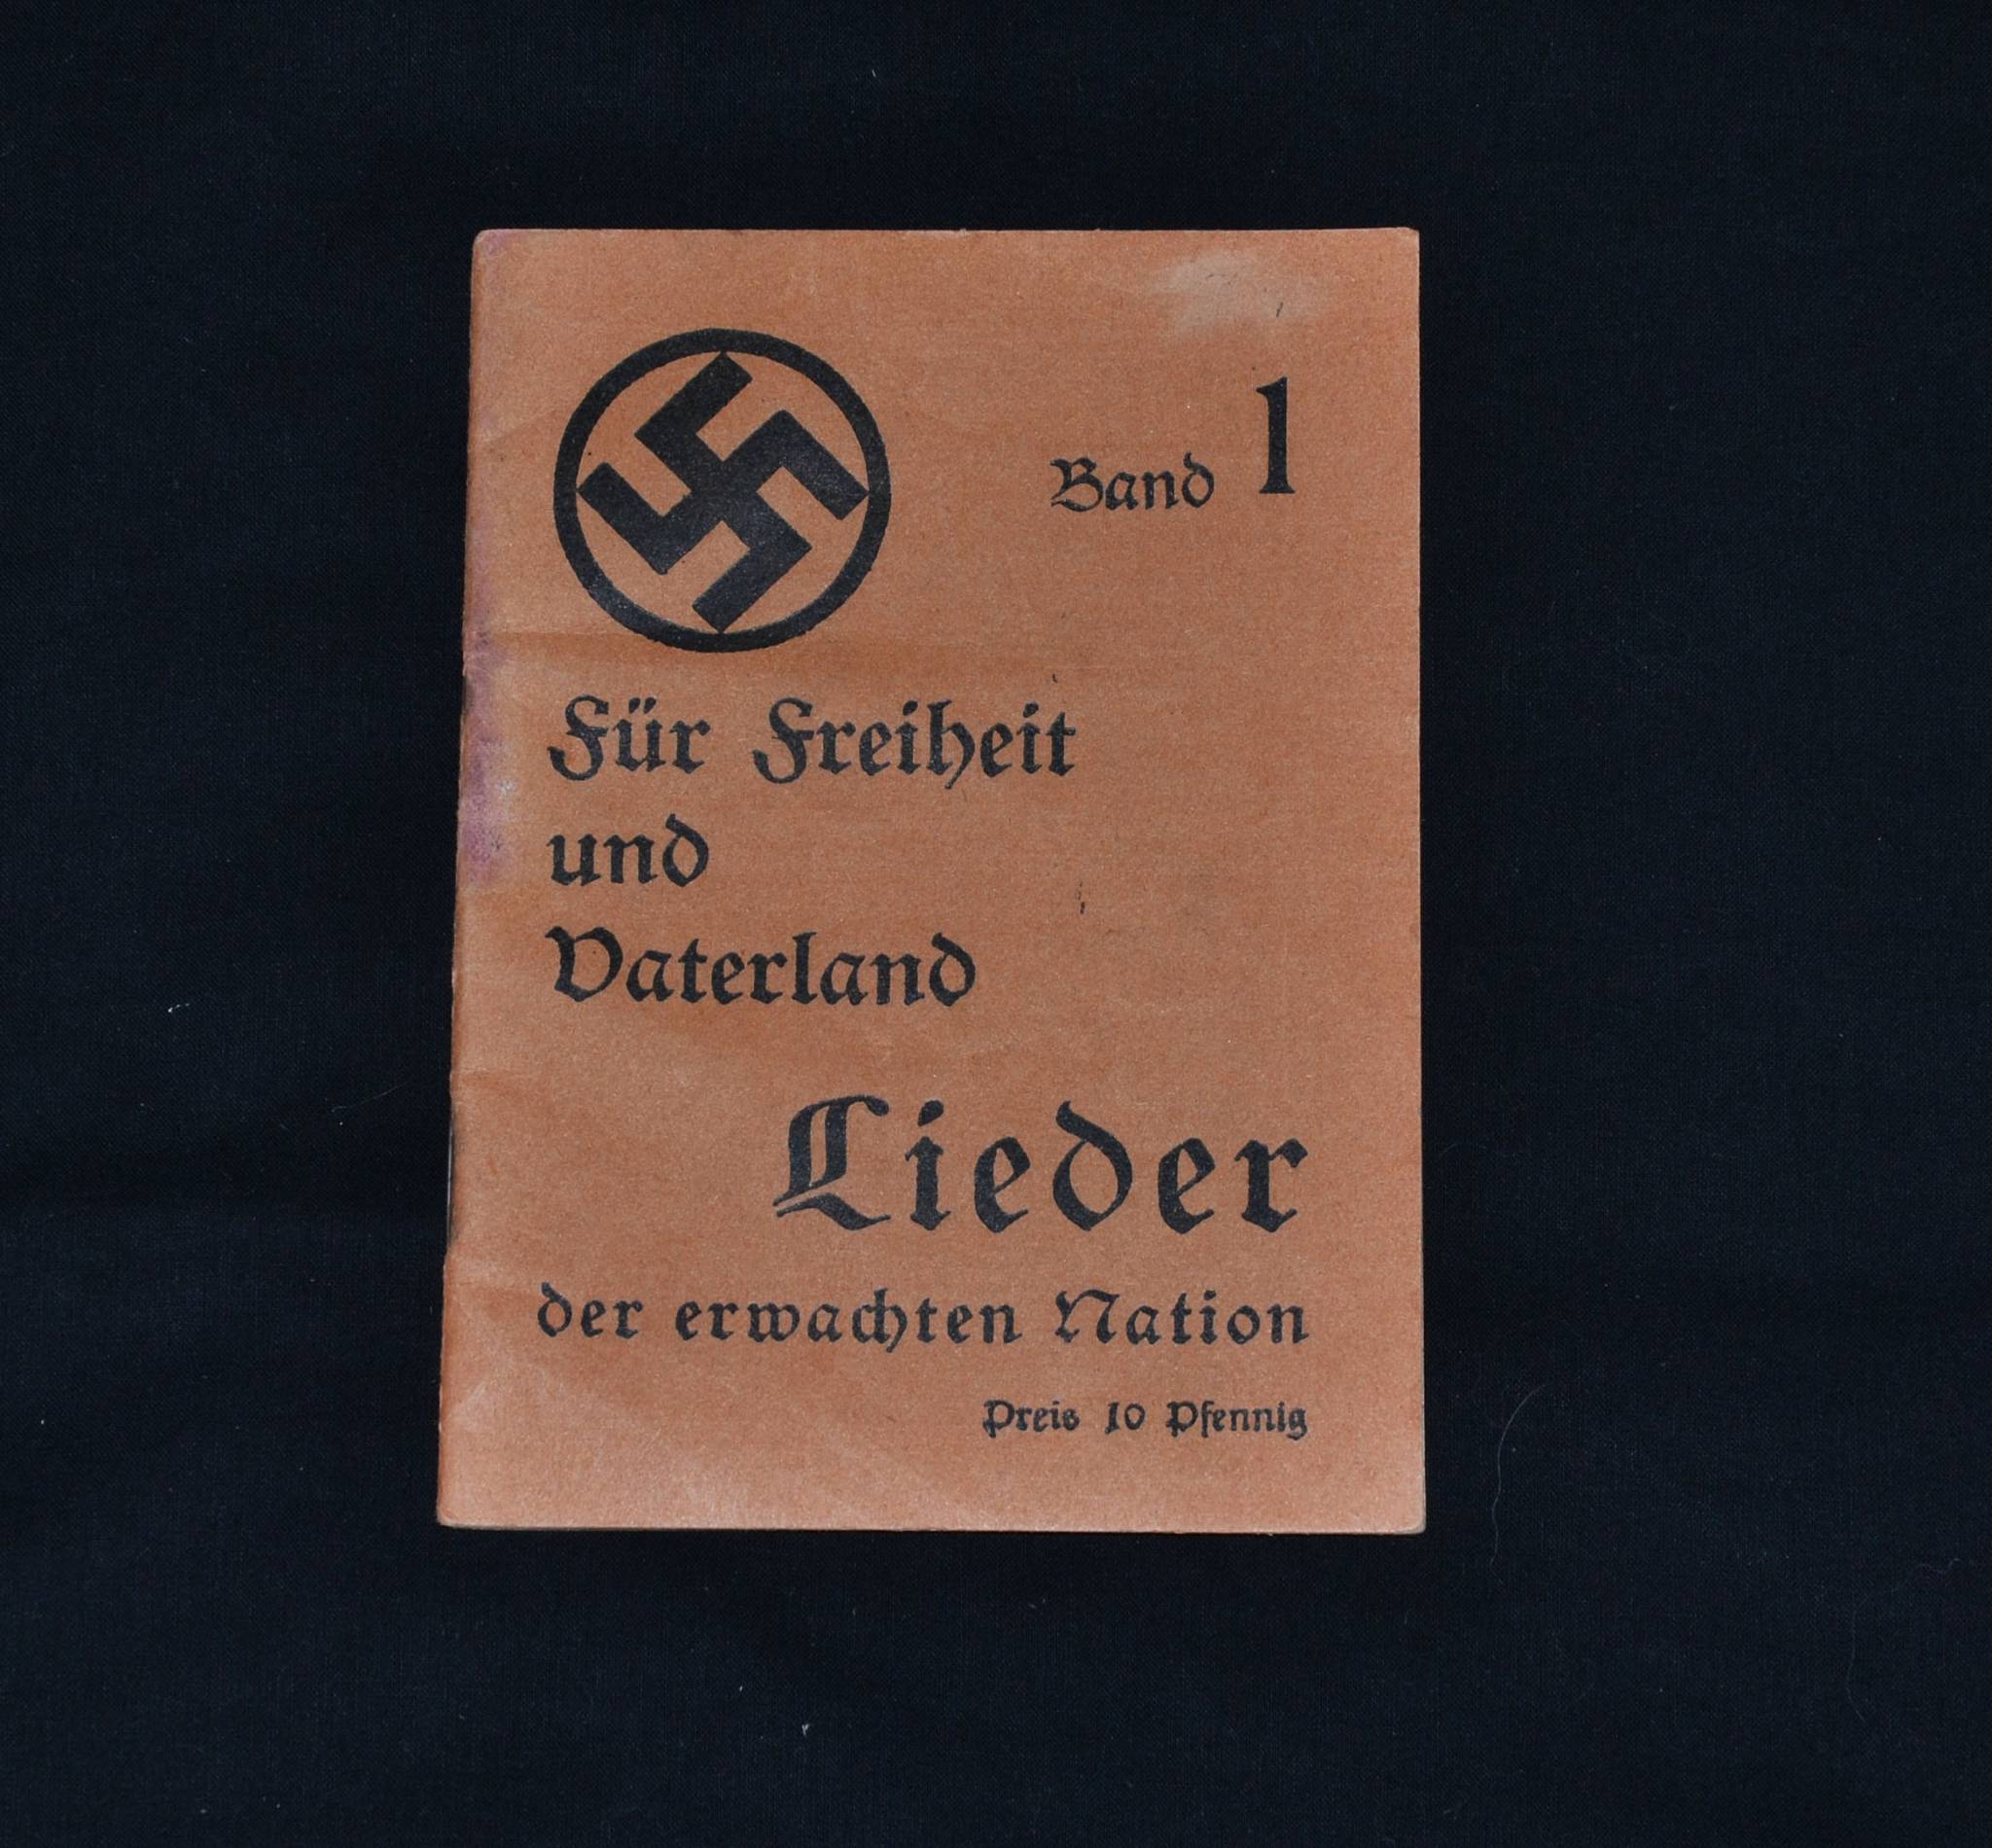 Band 1
Für Freiheit
und
Vaterland
Lieder
der erwachten Nation
Preis 10 Pfennig